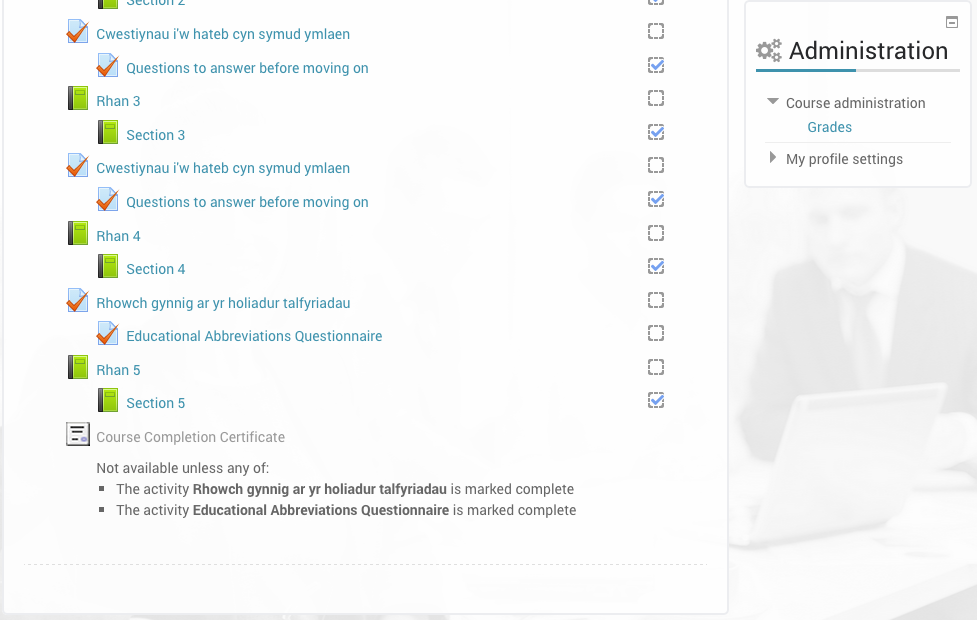 Section 2
Cwestiynau i'w hateb cyn symud ymlaen
Questions to answer before moving on
Rhan 3
Section 3
Cwestiynau i'w hateb cyn symud ymlaen
Questions to answer before moving on
Rhan 4
Section 4
Rhowch gynnig ar yr holiadur talfyriadau
Educational Abbreviations Questionnaire
Rhan 5
Section 5
Course Completion Certificate
Not available unless any of:
The activity Rhowch gynnig ar yr holiadur talfyriadau is marked complete
The activity Educational Abbreviations Questionnaire is marked complete
Administration
Course administration
Grades
My profile settings